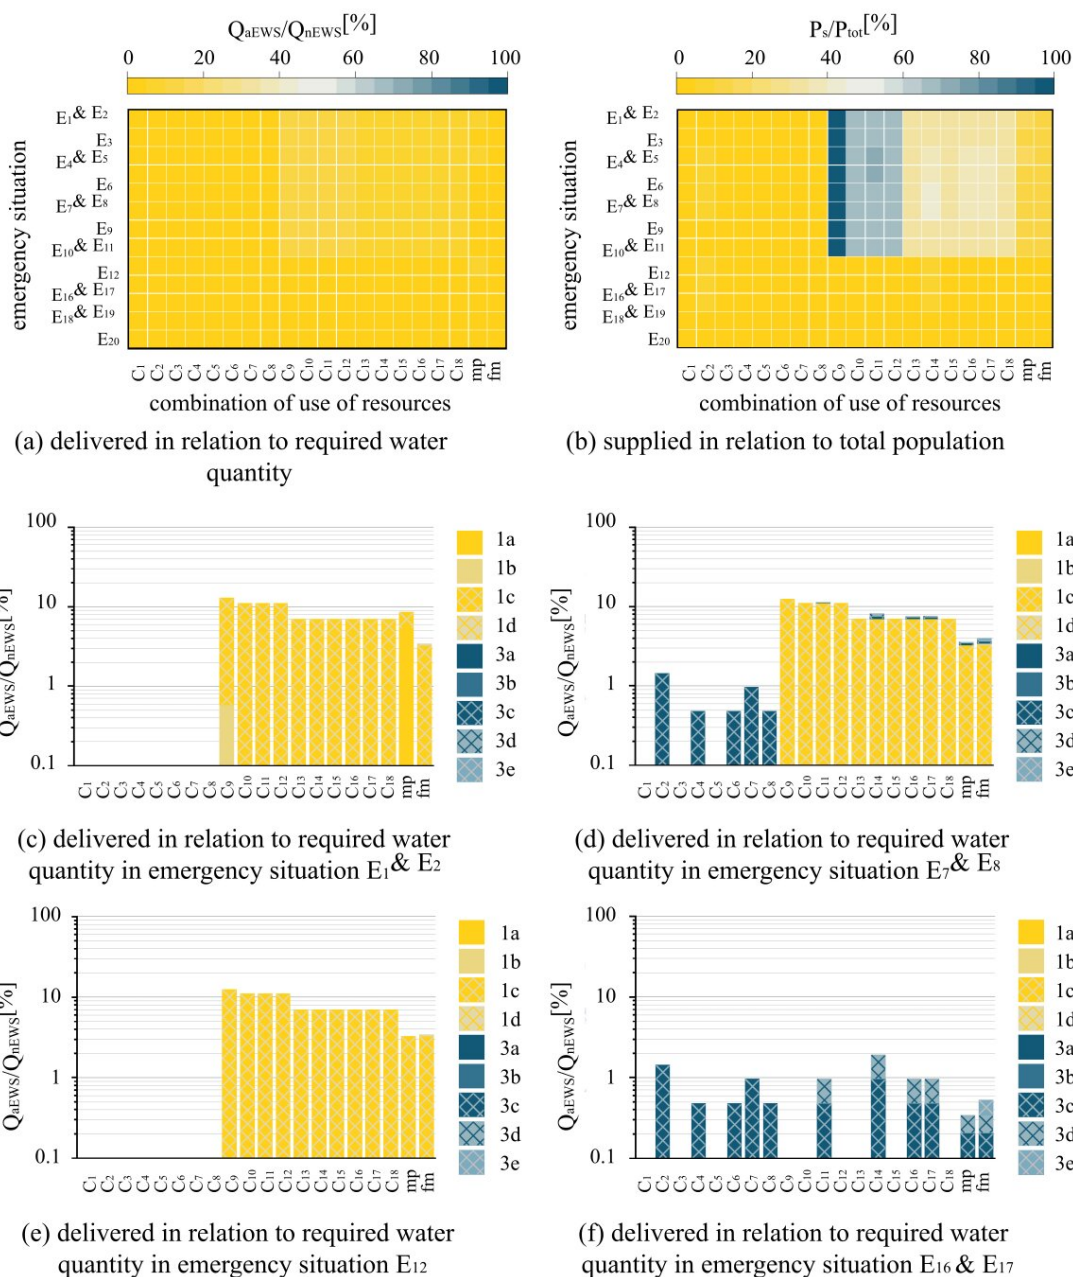 QaEWS/QnEWS[%]
0 20 40 60 80 100
emergency situation
E1& E2
E3
E4& E5
E6
E7& E8
E9
E10& E11
E12
E16& E17
E18& E19
E20
C1 C2 C3 C4 C5 C6 C7 C8 C9 C10 C11 C12 C13 C14 C15 C16 C17 C18 mp fm
combination of use of resources
(a) delivered in relation to required water
quantity
Ps/Ptot[%]
0 20 40 60 80 100
emergency situation
E1& E2
E3
E4& E5
E6
E7& E8
E9
E10& E11
E12
E16& E17
E18& E19
E20
C1 C2 C3 C4 C5 C6 C7 C8 C9 C10 C11 C12 C13 C14 C15 C16 C17 C18 mp fm
combination of use of resources
(b) supplied in relation to total population
QaEWS/QnEWS[%]
100
10
1
0.1
C1 C2 C3 C4 C5 C6 C7 C8 C9 C10 C11 C12 C13 C14 C15 C16 C17 C18 mp fm
1a
1b
1c
1d
3a
3b
3c
3d
3e
(c) delivered in relation to required water
quantity in emergency situation E1& E2
QaEWS/QnEWS[%]
100
10
1
0.1
C1 C2 C3 C4 C5 C6 C7 C8 C9 C10 C11 C12 C13 C14 C15 C16 C17 C18 mp fm
1a
1b
1c
1d
3a
3b
3c
3d
3e
(d) delivered in relation to required water
quantity in emergency situation E7& E8
QaEWS/QnEWS[%]
100
10
1
0.1
C1 C2 C3 C4 C5 C6 C7 C8 C9 C10 C11 C12 C13 C14 C15 C16 C17 C18 mp fm
1a
1b
1c
1d
3a
3b
3c
3d
3e
(e) delivered in relation to required water
quantity in emergency situation E12
QaEWS/QnEWS[%]
100
10
1
0.1
C1 C2 C3 C4 C5 C6 C7 C8 C9 C10 C11 C12 C13 C14 C15 C16 C17 C18 mp fm
1a
1b
1c
1d
3a
3b
3c
3d
3e
(f) delivered in relation to required water
quantity in emergency situation E16 & E17